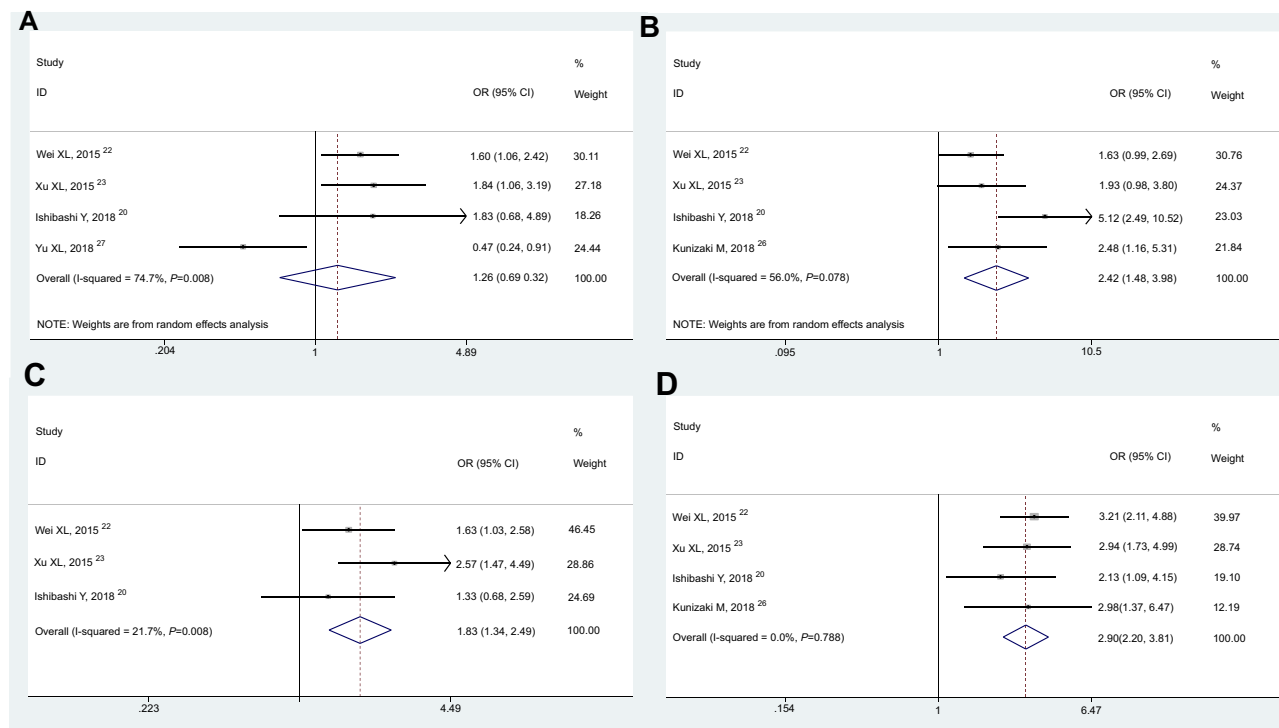 A
Study %
ID OR (95% CI) Weight
Wei XL, 2015 22 1.60 (1.06, 2.42) 30.11
Xu XL, 2015 23 1.84 (1.06, 3.19) 27.18
Ishibashi Y, 2018 20 1.83 (0.68, 4.89) 18.26
Yu XL, 2018 27 0.47 (0.24, 0.91) 24.44
Overall (I-squared = 74.7%, P=0.008) 1.26 (0.69 0.32) 100.00
NOTE: Weights are from random effects analysis
.204 1 4.89
B
Study %
ID OR (95% CI) Weight
Wei XL, 2015 22 1.63 (0.99, 2.69) 30.76
Xu XL, 2015 23 1.93 (0.98, 3.80) 24.37
Ishibashi Y, 2018 20 5.12 (2.49, 10.52) 23.03
Kunizaki M, 2018 26 2.48 (1.16, 5.31) 21.84
Overall (I-squared = 56.0%, P=0.078) 2.42 (1.48, 3.98) 100.00
NOTE: Weights are from random effects analysis
.095 1 10.5
C
Study %
ID OR (95% CI) Weight
Wei XL, 2015 22 1.63 (1.03, 2.58) 46.45
Xu XL, 2015 23 2.57 (1.47, 4.49) 28.86
Ishibashi Y, 2018 20 1.33 (0.68, 2.59) 24.69
Overall (I-squared = 21.7%, P=0.008) 1.83 (1.34, 2.49) 100.00
.223 4.49
D
Study %
ID OR (95% CI) Weight
Wei XL, 2015 22 3.21 (2.11, 4.88) 39.97
Xu XL, 2015 23 2.94 (1.73, 4.99) 28.74
Ishibashi Y, 2018 20 2.13 (1.09, 4.15) 19.10
Kunizaki M, 2018 26 2.98(1.37, 6.47) 12.19
Overall (I-squared = 0.0%, P=0.788) 2.90(2.20, 3.81) 100.00
.154 1 6.47